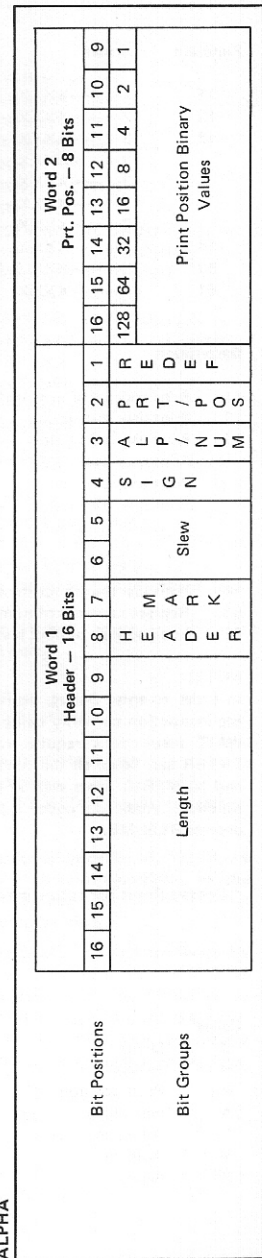 ALPHA
Word 1
Header — 16 Bits
Word 2
Prt. Pos. — 8 Bits
Bit Positions 16 15 14 13 12 11 10 9 8 7 6 5 4 3 2 1 16 15 14 13 12 11 10 9
128 64 32 16 8 4 2 1
Bit Groups Length HEADER MARK Slew SIGN ALP/NUM PRT/POS REDEF Print Position Binary
Values